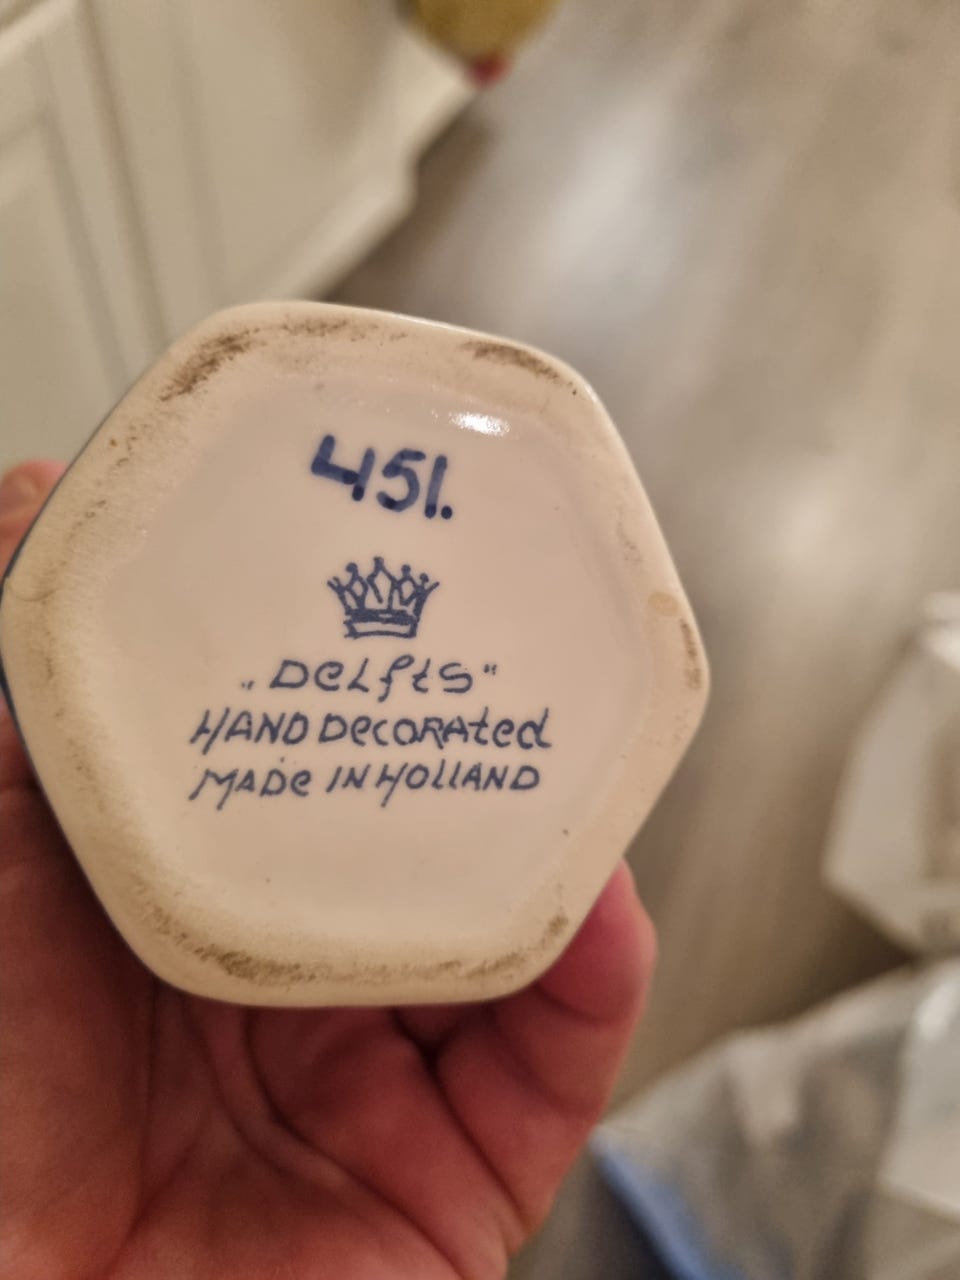 451.
„Delfts"
HAND Decorated
MADe IN HOLLAND